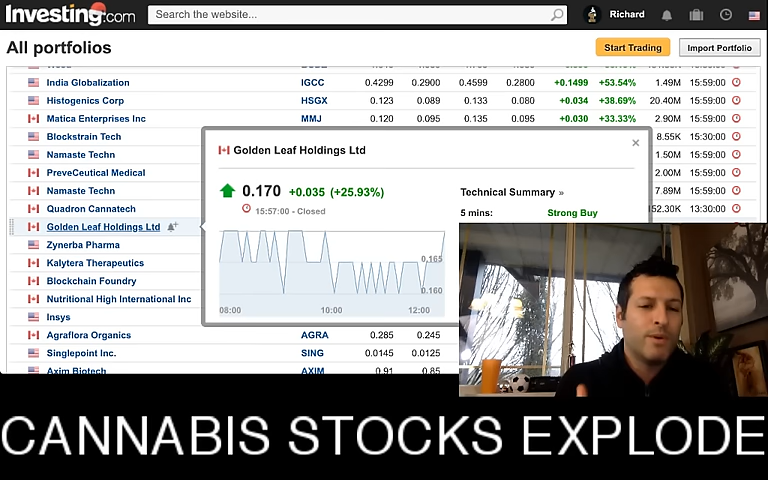 Investing.com Search the website... Richard
All portfolios Start Trading Import Portfolio
India Globalization IGCC 0.4299 0.2900 0.4599 0.2800 +0.1499 +53.54% 1.49M 15:59:00
Histogenics Corp HSGX 0.123 0.089 0.133 0.080 +0.034 +38.69% 20.40M 15:59:00
Matica Enterprises Inc MMJ 0.120 0.095 0.135 0.095 +0.030 +33.33% 2.90M 15:59:00
Blockstrain Tech 8.55K 15:30:00
Namaste Techn 1.50M 15:59:00
PreveCeutical Medical 2.00M 15:59:00
Namaste Techn 7.89M 15:59:00
Quadron Cannatech 52.30K 13:30:00
Golden Leaf Holdings Ltd
Zynerba Pharma
Kalytera Therapeutics
Blockchain Foundry
Nutritional High International Inc
Insys
Agraflora Organics AGRA 0.285 0.245
Singlepoint Inc. SING 0.0145 0.0125
Axim Biotech AXIM 0.91 0.85
Golden Leaf Holdings Ltd
0.170 +0.035 (+25.93%)
15:57:00 - Closed
Technical Summary »
5 mins: Strong Buy
0.165
0.160
08:00 10:00 12:00
CANNABIS STOCKS EXPLODE